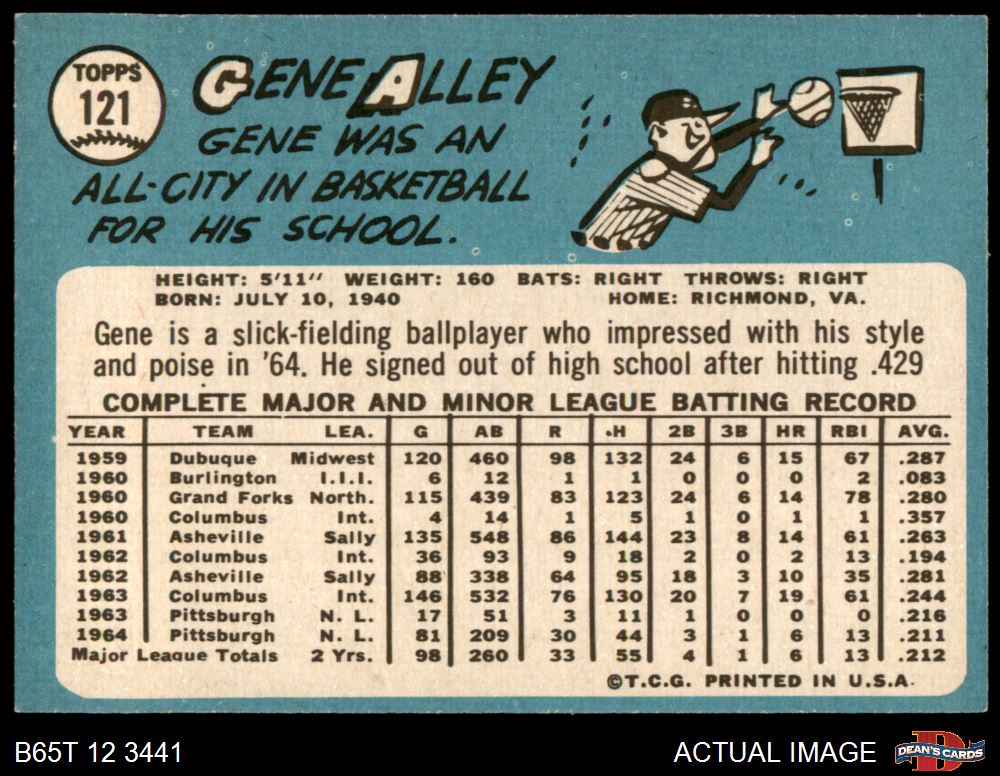 TOPPS
121
GENE ALLEY
GENE WAS AN
ALL-CITY IN BASKETBALL
FOR HIS SCHOOL.
HEIGHT: 5'11" WEIGHT: 160 BATS: RIGHT THROWS: RIGHT
BORN: JULY 10, 1940 HOME: RICHMOND, VA.
Gene is a slick-fielding ballplayer who impressed with his style
and poise in '64. He signed out of high school after hitting .429
COMPLETE MAJOR AND MINOR LEAGUE BATTING RECORD
YEAR TEAM LEA. G AB R H 2B 3B HR RBI AVG.
1959 Dubuque Midwest 120 460 98 132 24 6 15 67 .287
1960 Burlington I.I.I. 6 12 1 1 0 0 0 2 .083
1960 Grand Forks North. 115 439 83 123 24 6 14 78 .280
1960 Columbus Int. 4 14 1 5 1 0 1 1 .357
1961 Asheville Sally 135 548 86 144 23 8 14 61 .263
1962 Columbus Int. 36 93 9 18 2 0 2 13 .194
1962 Asheville Sally 88 338 64 95 18 3 10 35 .281
1963 Columbus Int. 146 532 76 130 20 7 19 61 .244
1963 Pittsburgh N. L. 17 51 3 11 1 0 0 0 .216
1964 Pittsburgh N. L. 81 209 30 44 3 1 6 13 .211
Major League Totals 2 Yrs. 98 260 33 55 4 1 6 13 .212
©T.C.G. PRINTED IN U.S.A.
B65T 12 3441
ACTUAL IMAGE
DEAN'S CARDS